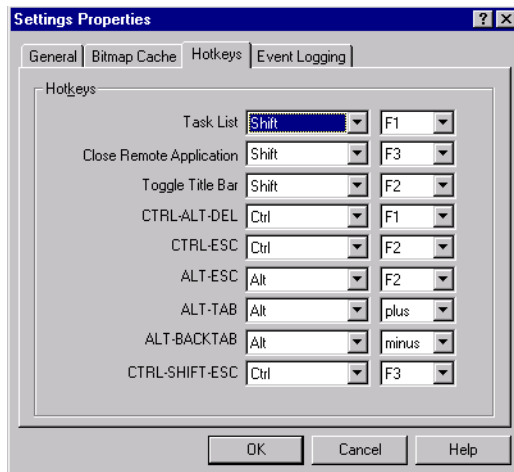 Settings Properties
General Bitmap Cache Hotkeys Event Logging
Hotkeys
Task List Shift F1
Close Remote Application Shift F3
Toggle Title Bar Shift F2
CTRL-ALT-DEL Ctrl F1
CTRL-ESC Ctrl F2
ALT-ESC Alt F2
ALT-TAB Alt plus
ALT-BACKTAB Alt minus
CTRL-SHIFT-ESC Ctrl F3
OK Cancel Help